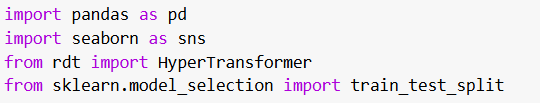 import pandas as pd
import seaborn as sns
from rdt import HyperTransformer
from sklearn.model_selection import train_test_split